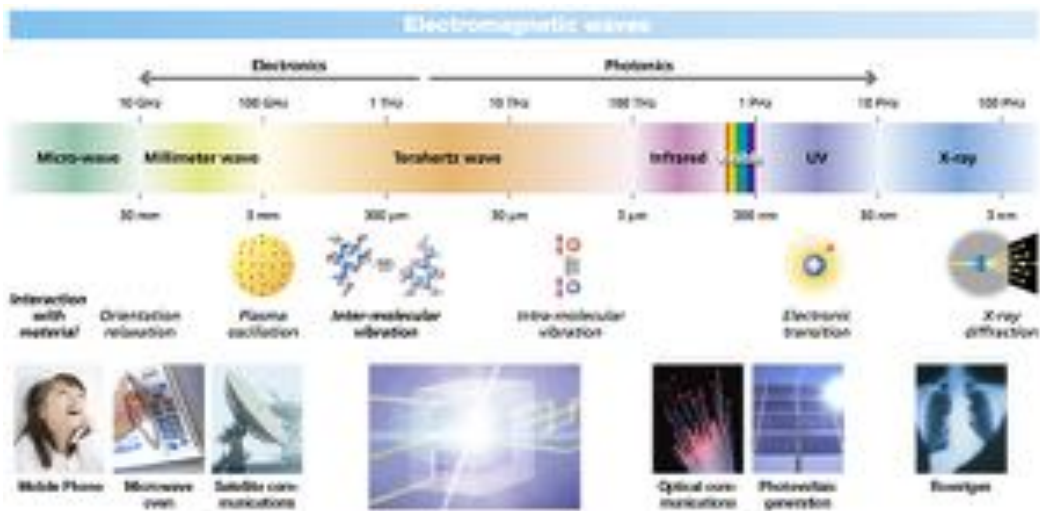 Electromagnetic waves
Electronics
Photonics
10 GHz 100 GHz 1 THz 10 THz 100 THz 1 PHz 10 PHz 100 PHz
Micro-wave Millimeter wave Terahertz wave Infrared UV X-ray
30 mm 3 mm 300 μm 30 μm 3 μm 300 nm 30 nm 3 nm
Interaction
with
material
Orientation
relaxation
Plasma
oscillation
Inter-molecular
vibration
Intra-molecular
vibration
Electronic
transition
X-ray
diffraction
Mobile Phone
Microwave
oven
Satellite com-
munications
Optical com-
munications
Photovoltaic
generation
Roentgen